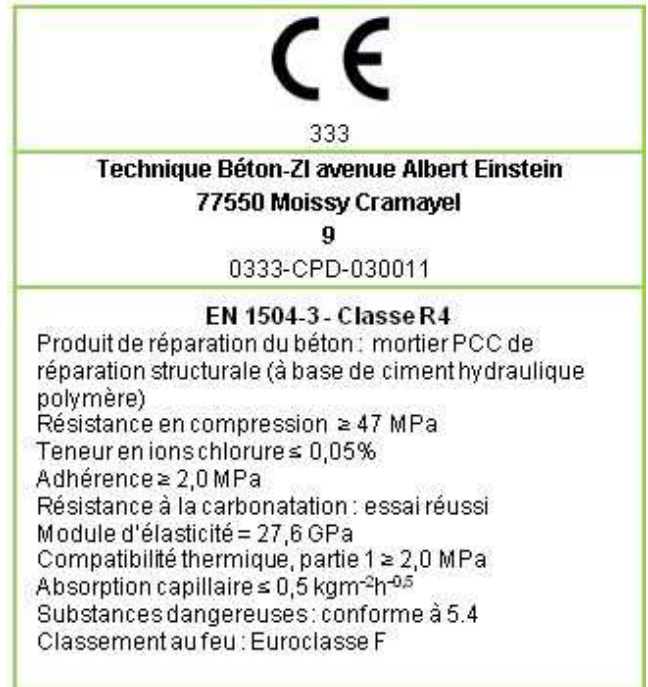 CE
333
Technique Béton-ZI avenue Albert Einstein
77550 Moissy Cramayel
9
0333-CPD-030011
EN 1504-3 - Classe R4
Produit de réparation du béton : mortier PCC de
réparation structurale (à base de ciment hydraulique
polymère)
Résistance en compression ≥ 47 MPa
Teneur en ions chlorure ≤ 0,05%
Adhérence ≥ 2,0 MPa
Résistance à la carbonatation : essai réussi
Module d'élasticité = 27,6 GPa
Compatibilité thermique, partie 1 ≥ 2,0 MPa
Absorption capillaire ≤ 0,5 kgm⁻²h⁻⁰·⁵
Substances dangereuses : conforme à 5.4
Classement au feu : Euroclasse F